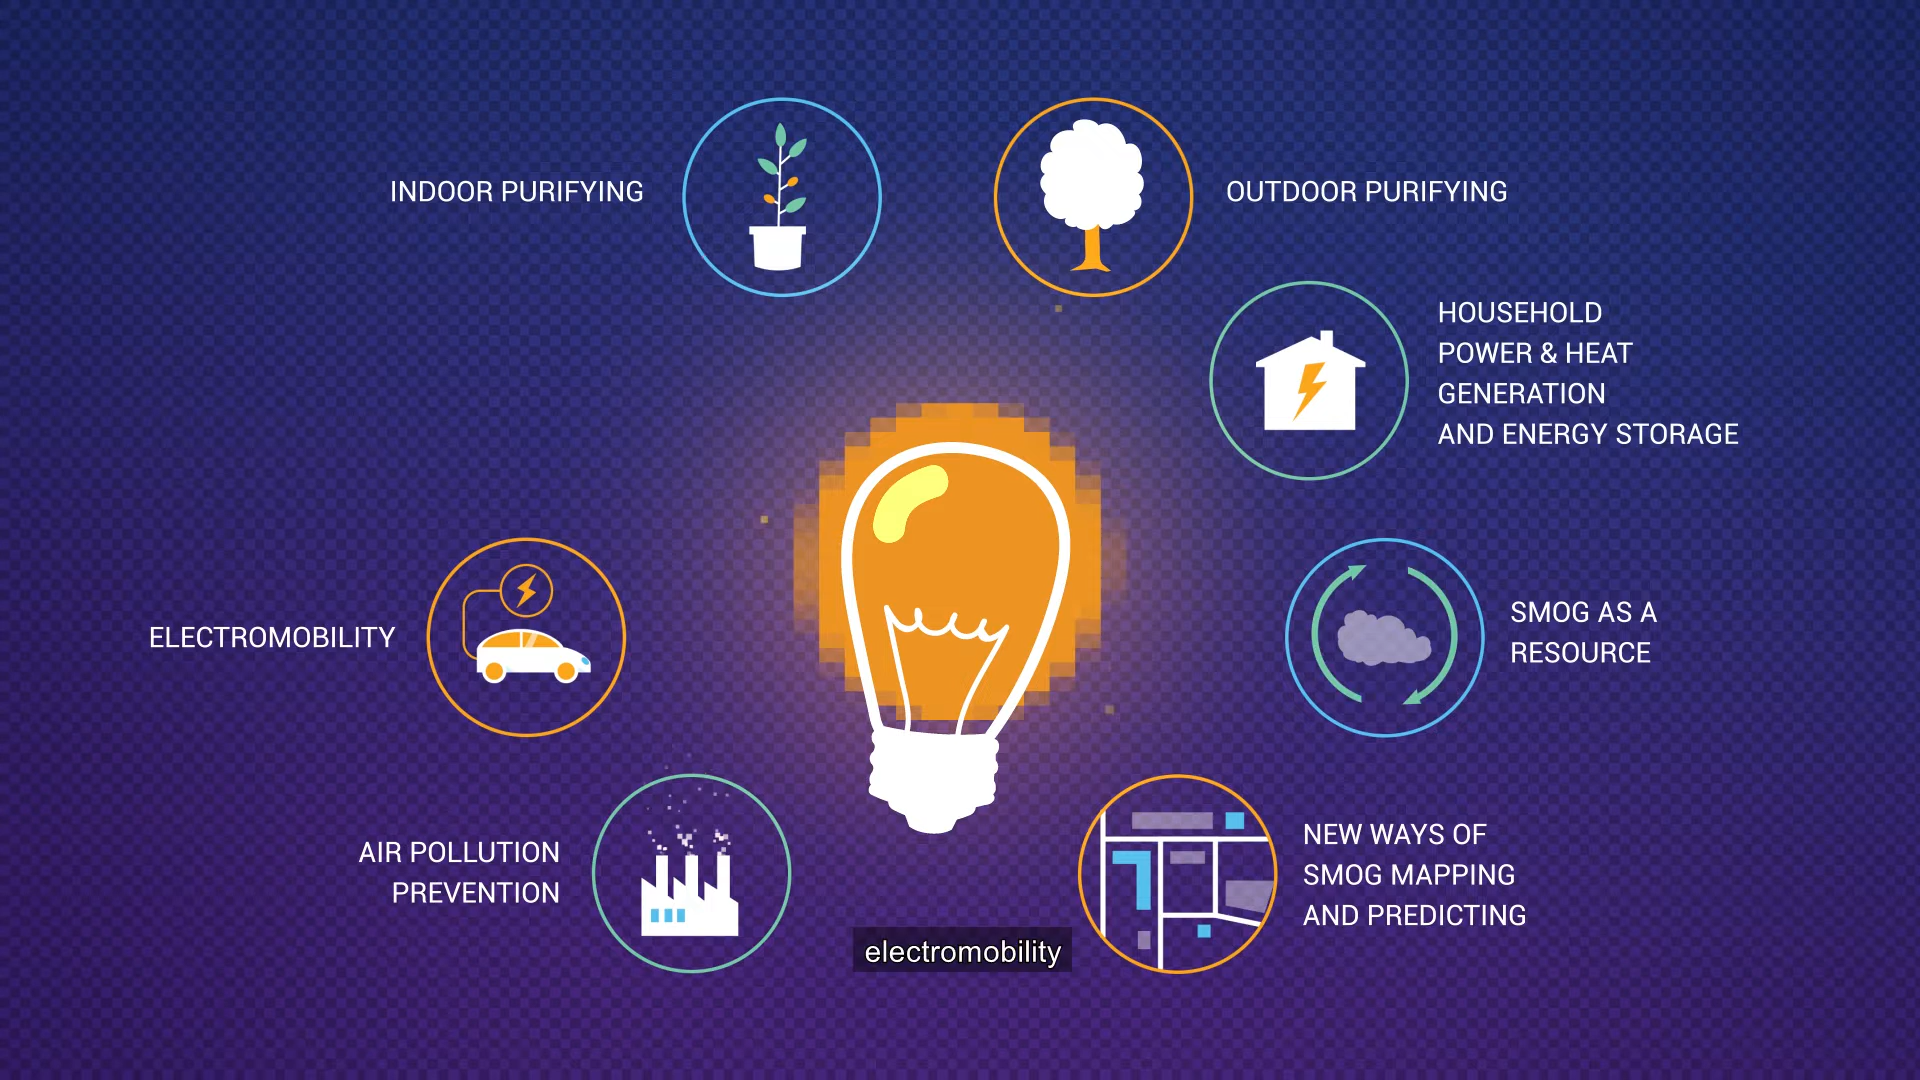 INDOOR PURIFYING
OUTDOOR PURIFYING
HOUSEHOLD
POWER & HEAT
GENERATION
AND ENERGY STORAGE
ELECTROMOBILITY
SMOG AS A
RESOURCE
AIR POLLUTION
PREVENTION
NEW WAYS OF
SMOG MAPPING
AND PREDICTING
electromobility